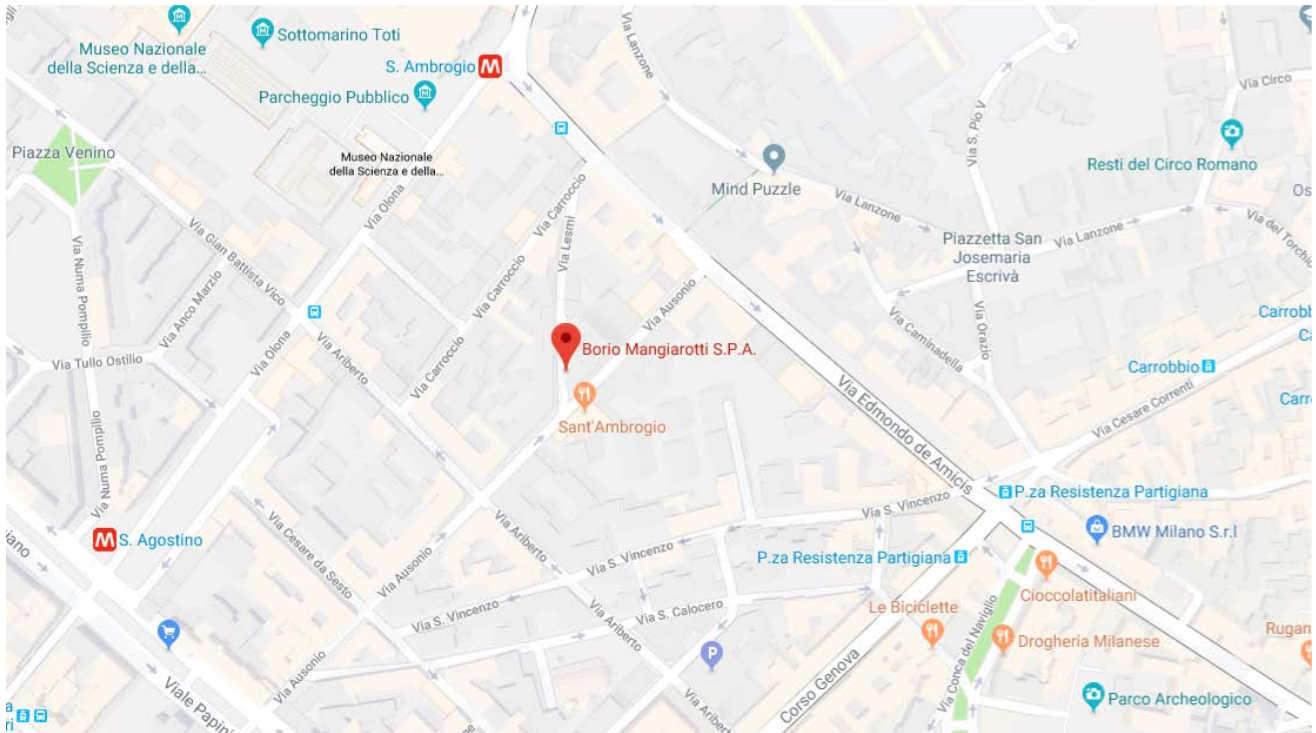 Museo Nazionale
della Scienza e della...
Sottomarino Toti
S. Ambrogio
Parcheggio Pubblico
Via Lanzone
Via Circo
Piazza Venino
Museo Nazionale
della Scienza e della...
Mind Puzzle
Via S. Pio V
Resti del Circo Romano
Os
Via Olona
Via Carroccio
Via Lesmi
Via Lanzone
Via Lanzone
Via del Torchio
Piazzetta San
Josemaria
Escrivà
Via Gian Battista Vico
Via Numa Pompilio
Via Anco Marzio
Via Carroccio
Via Ausonio
Via Caminadella
Via Orazio
Carrobb
Via Tullo Ostilio
Via Olona
Via Ariberto
Via Carroccio
Borio Mangiarotti S.P.A.
Carrobbio
Sant'Ambrogio
Via Edmondo de Amicis
Via Cesare Correnti
Carr
Via Numa Pompilio
S. Agostino
Via Cesare da Sesto
Via Ausonio
Via Ariberto
Via S. Vincenzo
Via S. Vincenzo
P.za Resistenza Partigiana
BMW Milano S.r.l
P.za Resistenza Partigiana
Cioccolatitaliani
Via S. Vincenzo
Via S. Calocero
Via Ariberto
Le Biciclette
Via Conca del Naviglio
Drogheria Milanese
Rugan
Via Ausonio
P
Viale Papini
Via Ariberto
Corso Genova
Parco Archeologico